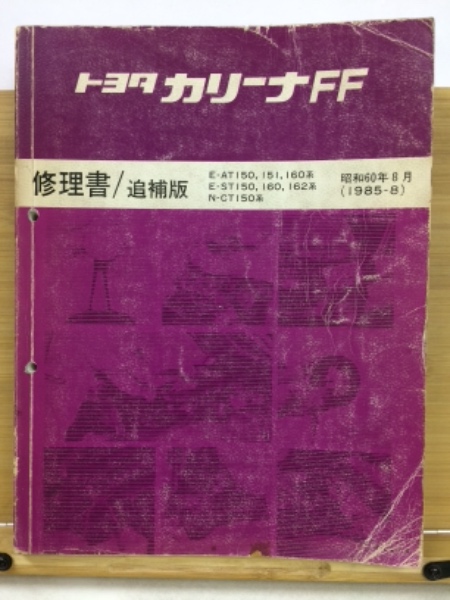 トヨタ カリーナFF
修理書/追補版
E-AT150, 151, 160系
E-ST150, 160, 162系
N-CT150系
昭和60年8月
(1985-8)